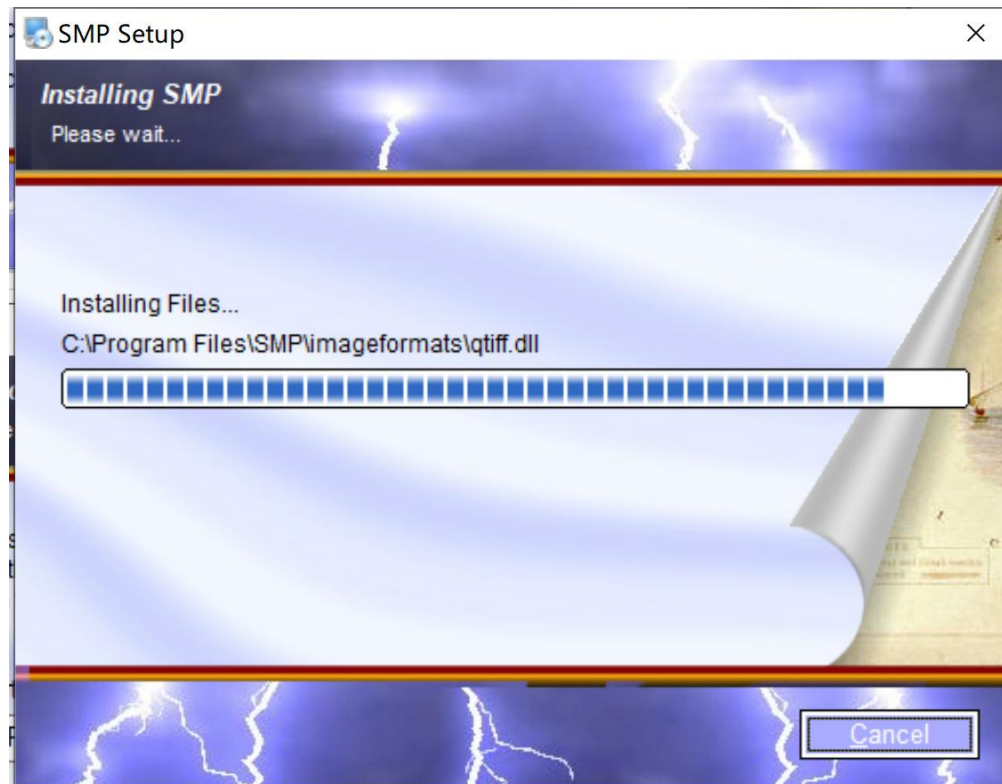 SMP Setup
Installing SMP
Please wait...
Installing Files...
C:\Program Files\SMP\imageformats\qtiff.dll
Cancel